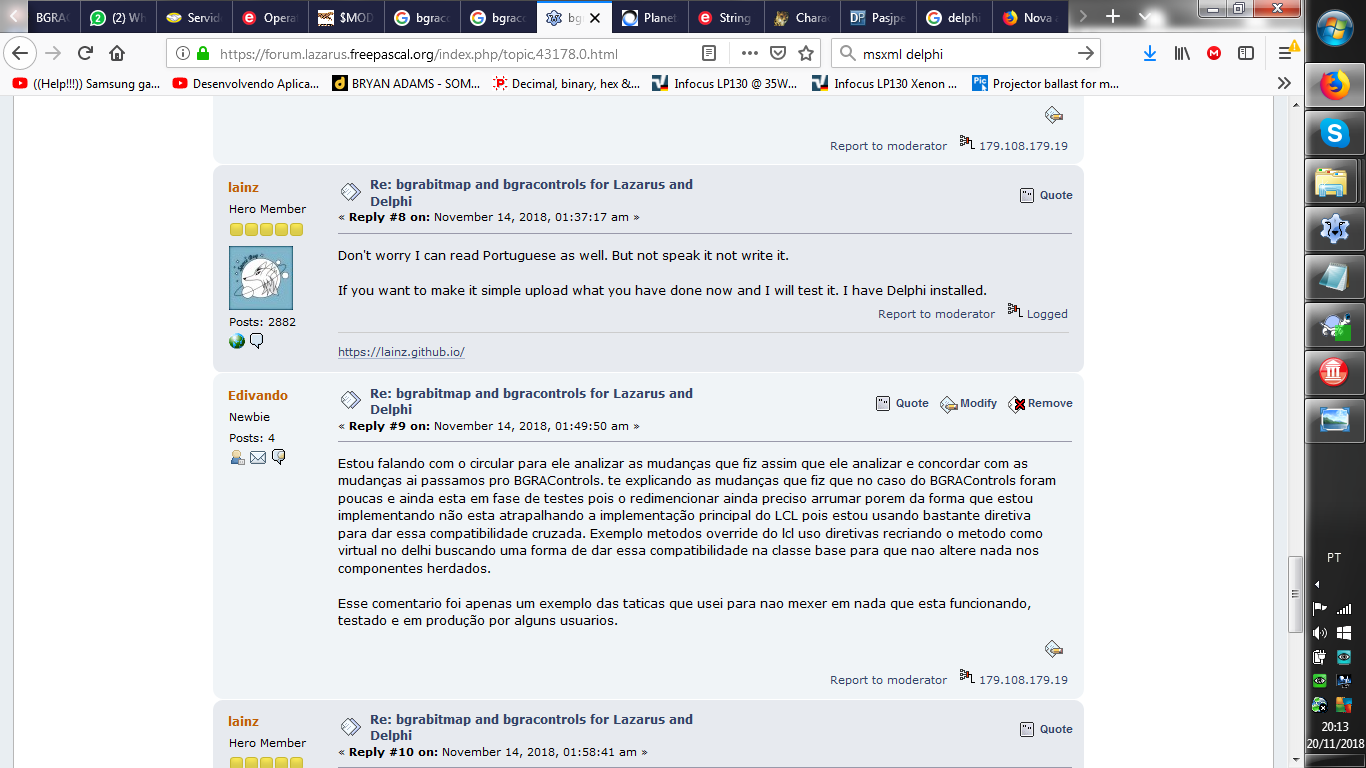 BGRAC
(2) Wh
Servidi
Operat
$MOD
bgracc
bgracc
bg
Planet
String
Charac
Pasjpe
delphi
Nova a
https://forum.lazarus.freepascal.org/index.php/topic.43178.0.html
msxml delphi
((Help!!!)) Samsung ga...
Desenvolvendo Aplica...
BRYAN ADAMS - SOM...
Decimal, binary, hex &...
Infocus LP130 @ 35W...
Infocus LP130 Xenon ...
Projector ballast for m...
Report to moderator 179.108.179.19
lainz
Hero Member
Posts: 2882
Re: bgrabitmap and bgracontrols for Lazarus and
Delphi
« Reply #8 on: November 14, 2018, 01:37:17 am »
Quote
Don't worry I can read Portuguese as well. But not speak it not write it.
If you want to make it simple upload what you have done now and I will test it. I have Delphi installed.
Report to moderator Logged
https://lainz.github.io/
Edivando
Newbie
Posts: 4
Re: bgrabitmap and bgracontrols for Lazarus and
Delphi
« Reply #9 on: November 14, 2018, 01:49:50 am »
Quote Modify Remove
Estou falando com o circular para ele analizar as mudanças que fiz assim que ele analizar e concordar com as
mudanças ai passamos pro BGRAControls. te explicando as mudanças que fiz que no caso do BGRAControls foram
poucas e ainda esta em fase de testes pois o redimencionar ainda preciso arrumar porem da forma que estou
implementando não esta atrapalhando a implementação principal do LCL pois estou usando bastante diretiva
para dar essa compatibilidade cruzada. Exemplo metodos override do lcl uso diretivas recriando o metodo como
virtual no delhi buscando uma forma de dar essa compatibilidade na classe base para que nao altere nada nos
componentes herdados.
Esse comentario foi apenas um exemplo das taticas que usei para nao mexer em nada que esta funcionando,
testado e em produção por alguns usuarios.
Report to moderator 179.108.179.19
lainz
Hero Member
Re: bgrabitmap and bgracontrols for Lazarus and
Delphi
« Reply #10 on: November 14, 2018, 01:58:41 am »
Quote
PT
20:13
20/11/2018